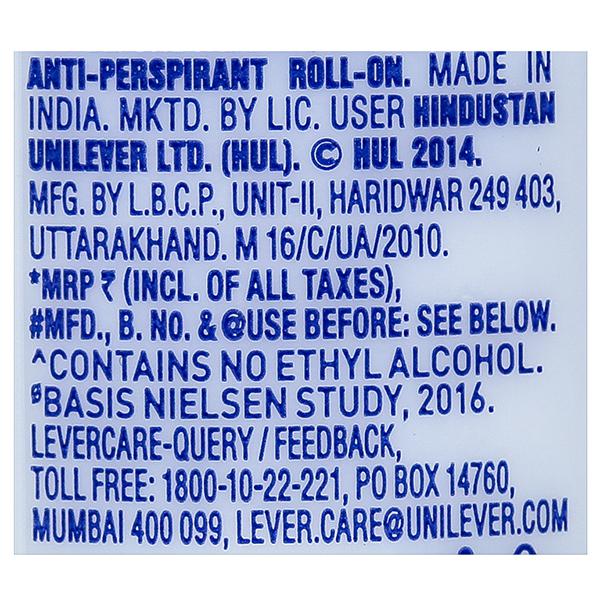 ANTI-PERSPIRANT ROLL-ON. MADE IN
INDIA. MKTD. BY LIC. USER HINDUSTAN
UNILEVER LTD. (HUL). © HUL 2014.
MFG. BY L.B.C.P., UNIT-II, HARIDWAR 249 403,
UTTARAKHAND. M 16/C/UA/2010.
*MRP ₹ (INCL. OF ALL TAXES),
#MFD., B. NO. & @USE BEFORE: SEE BELOW.
^CONTAINS NO ETHYL ALCOHOL.
BASIS NIELSEN STUDY, 2016.
LEVERCARE-QUERY / FEEDBACK,
TOLL FREE: 1800-10-22-221, PO BOX 14760,
MUMBAI 400 099, LEVER.CARE@UNILEVER.COM